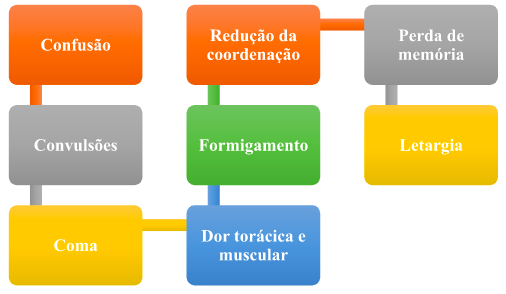 Confusão
Convulsões
Coma
Dor torácica e
muscular
Formigamento
Redução da
coordenação
Perda de
memória
Letargia